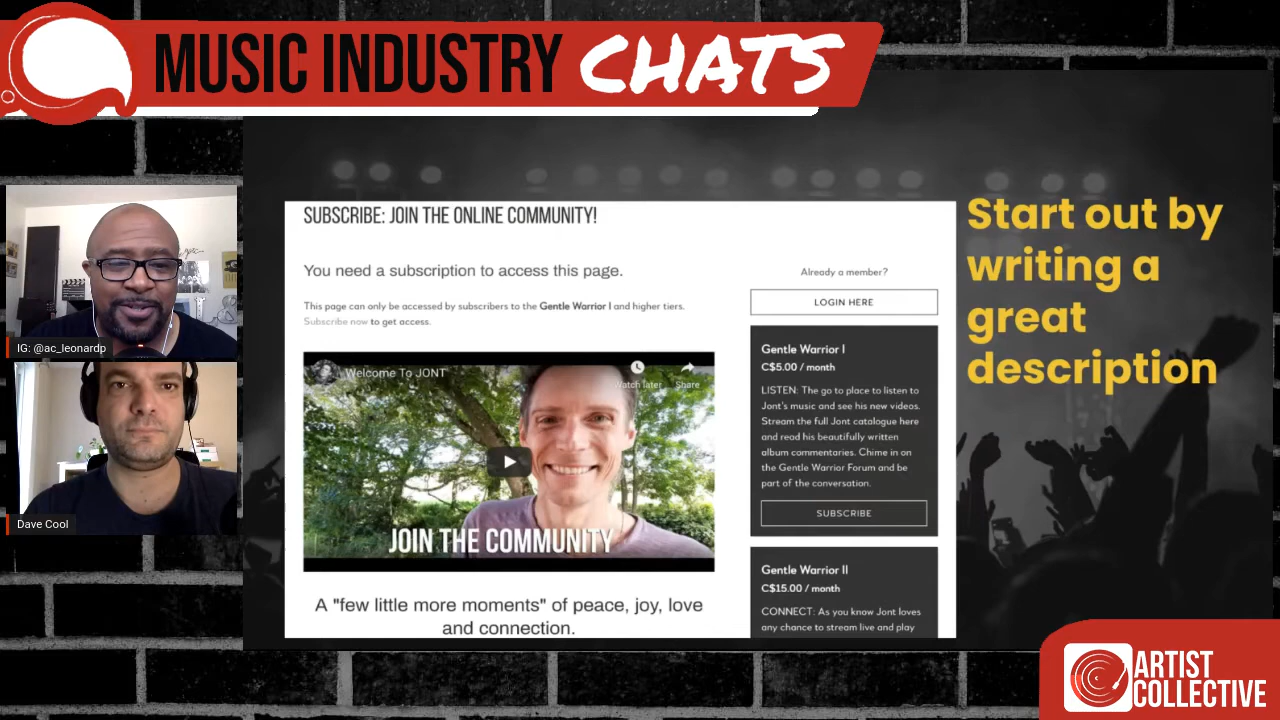 MUSIC INDUSTRY CHATS
IG: @ac_leonardp
Dave Cool
SUBSCRIBE: JOIN THE ONLINE COMMUNITY!
You need a subscription to access this page.
This page can only be accessed by subscribers to the Gentle Warrior I and higher tiers.
Subscribe now to get access.
Welcome To JONT
Watch later
Share
JOIN THE COMMUNITY
A "few little more moments" of peace, joy, love
and connection.
Already a member?
LOGIN HERE
Gentle Warrior I
C$5.00 / month
LISTEN: The go to place to listen to
Jont's music and see his new videos.
Stream the full Jont catalogue here
and read his beautifully written
album commentaries. Chime in on
the Gentle Warrior Forum and be
part of the conversation.
SUBSCRIBE
Gentle Warrior II
C$15.00 / month
CONNECT: As you know Jont loves
any chance to stream live and play
Start out by
writing a
great
description
ARTIST
COLLECTIVE